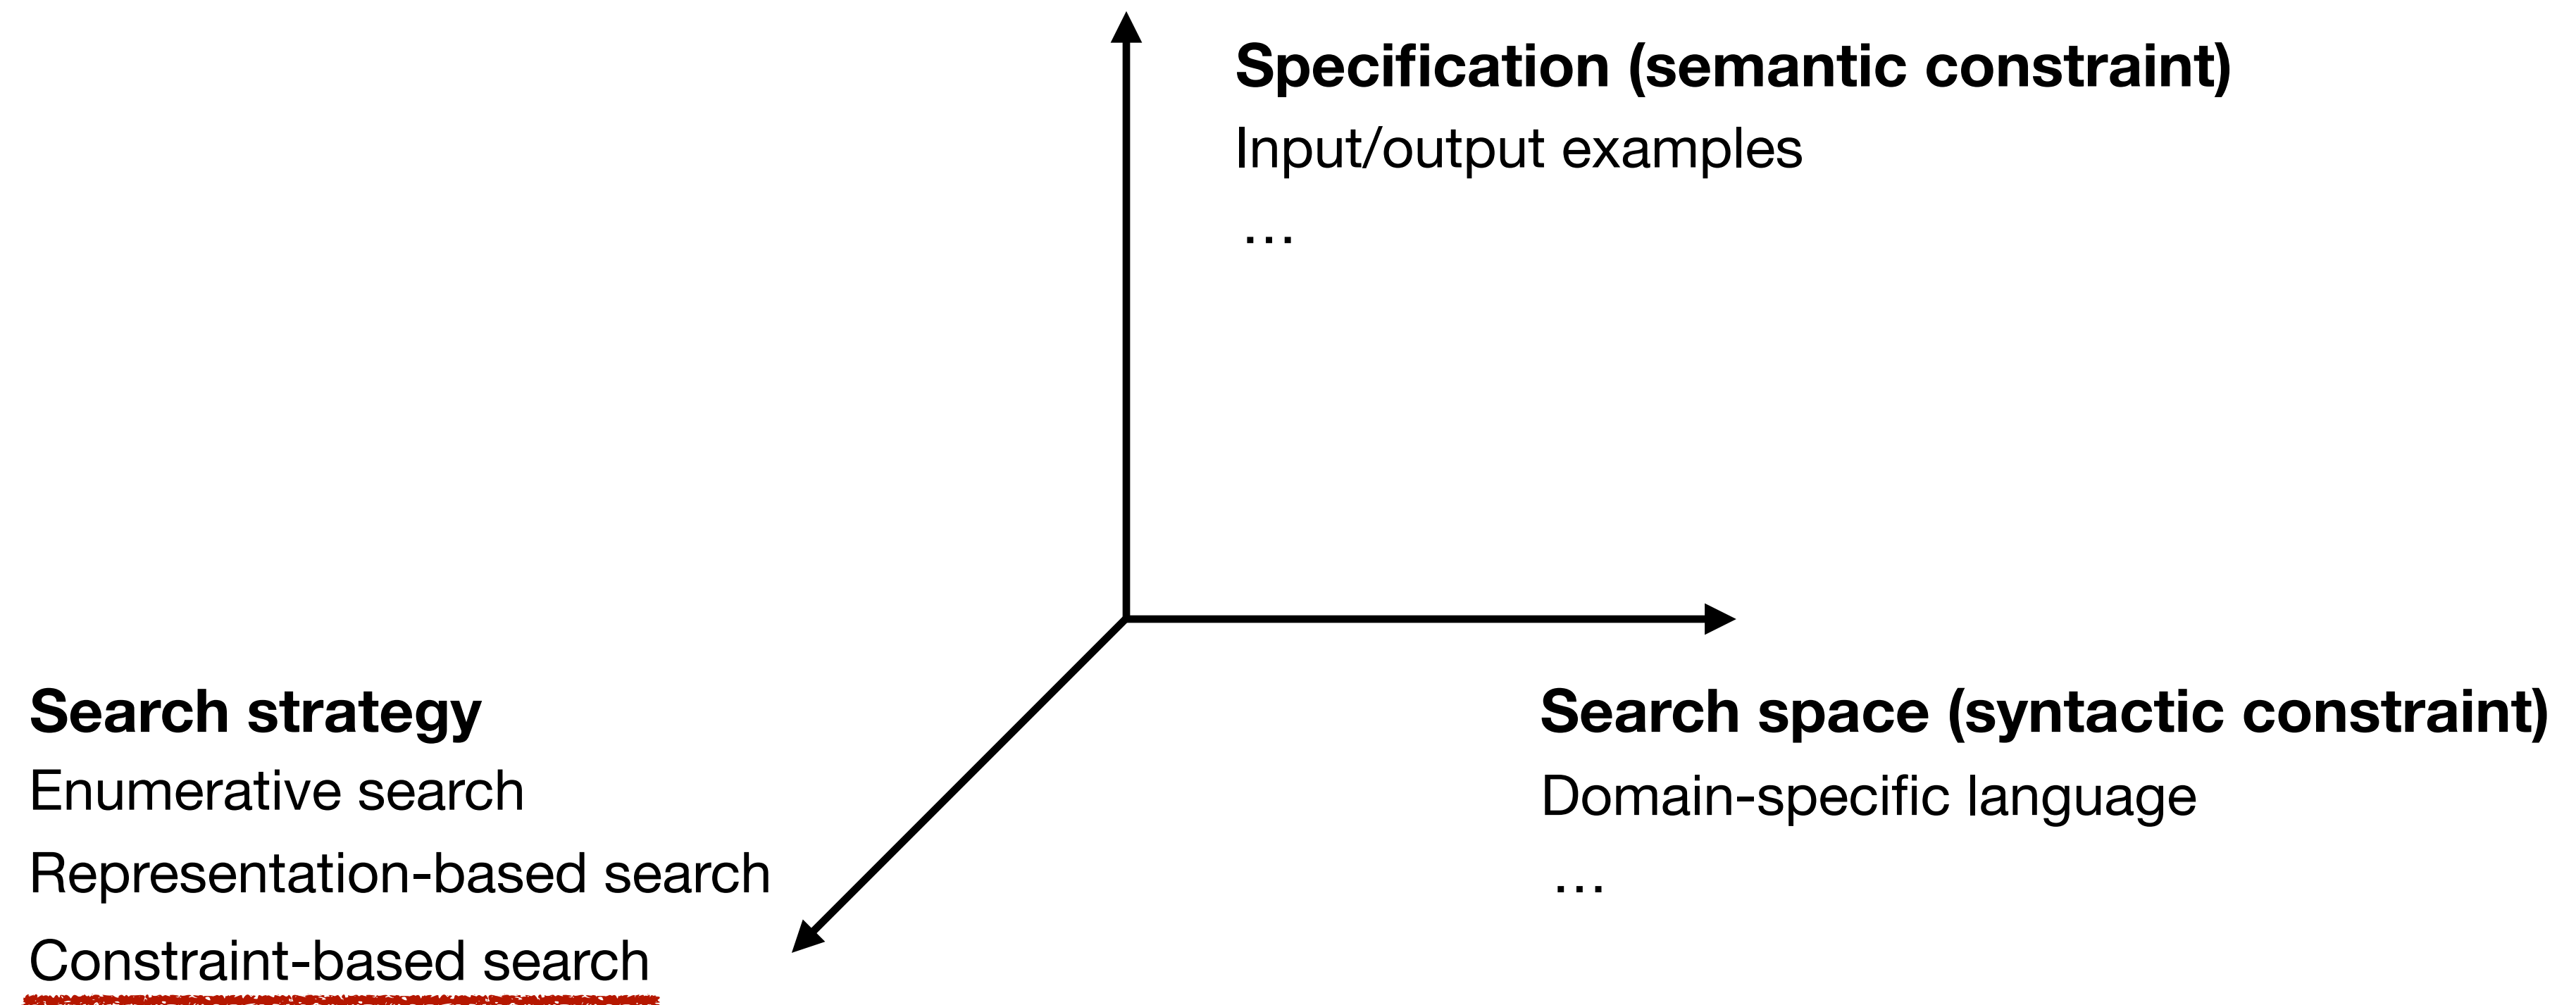 Specification (semantic constraint)
Input/output examples
…
Search strategy
Enumerative search
Representation-based search
Constraint-based search
Search space (syntactic constraint)
Domain-specific language
…